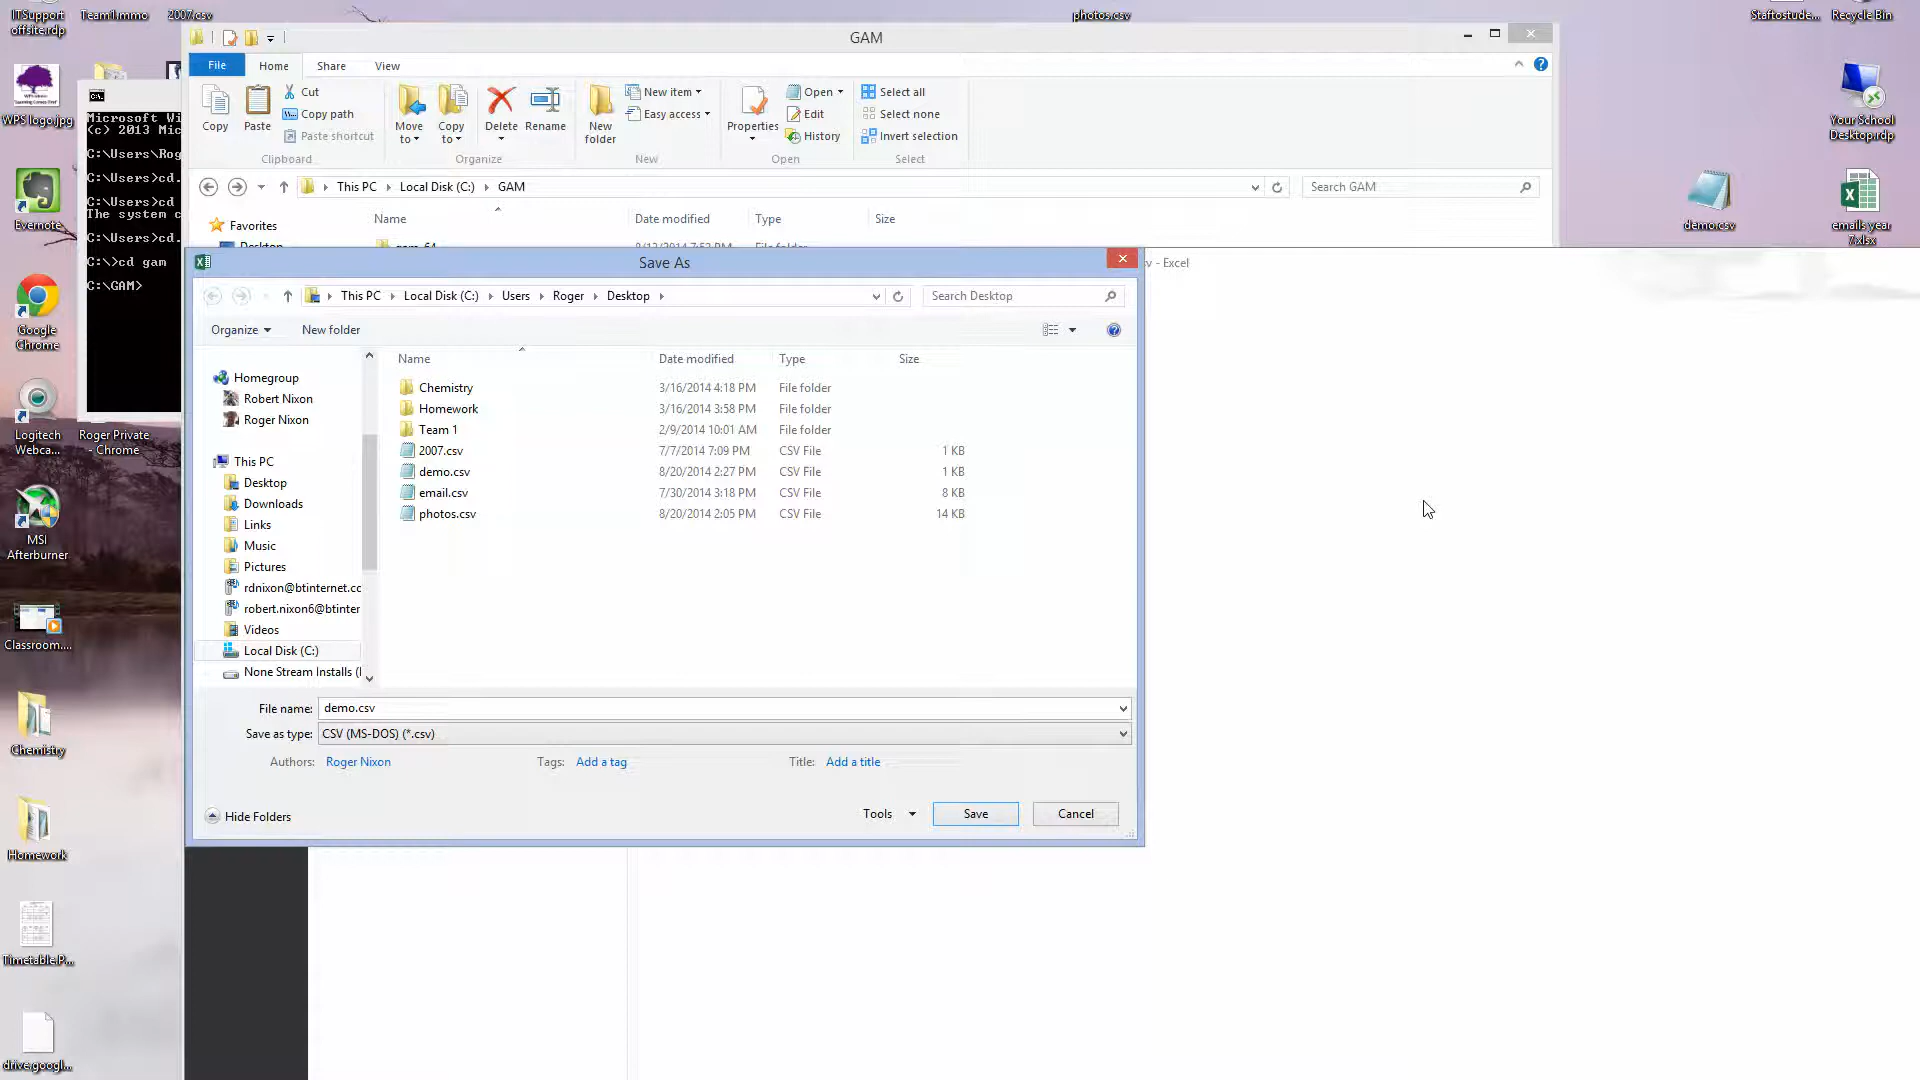 ITSupport offsite.rdp
Team1.mmo
2007.csv
photos.csv
Recycle Bin
GAM
File
Home
Share
View
Copy
Paste
Cut
Copy path
Paste shortcut
Clipboard
Move to
Copy to
Delete
Rename
Organize
New folder
New item
Easy access
New
Properties
Open
Edit
History
Open
Select all
Select none
Invert selection
Select
This PC
Local Disk (C:)
GAM
Search GAM
Favorites
Name
Date modified
Type
Size
WPS logo.jpg
Evernote
Google Chrome
Logitech Webca...
Roger Private - Chrome
MSI Afterburner
Classroom....
Chemistry
Homework
Timetable.P...
drive.googl...
Microsoft Wi
(c) 2013 Mic
C:\Users\Rog
C:\Users>cd.
C:\Users>cd
The system c
C:\Users>cd.
C:\>cd gam
C:\GAM>
Your School Desktop.rdp
demo.csv
emails year 7.xlsx
v - Excel
Save As
This PC
Local Disk (C:)
Users
Roger
Desktop
Search Desktop
Organize
New folder
Name
Date modified
Type
Size
Homegroup
Robert Nixon
Roger Nixon
This PC
Desktop
Downloads
Links
Music
Pictures
rdnixon@btinternet.co
robert.nixon6@btinter
Videos
Local Disk (C:)
None Stream Installs (
Chemistry 3/16/2014 4:18 PM File folder
Homework 3/16/2014 3:58 PM File folder
Team 1 2/9/2014 10:01 AM File folder
2007.csv 7/7/2014 7:09 PM CSV File 1 KB
demo.csv 8/20/2014 2:27 PM CSV File 1 KB
email.csv 7/30/2014 3:18 PM CSV File 8 KB
photos.csv 8/20/2014 2:05 PM CSV File 14 KB
File name: demo.csv
Save as type: CSV (MS-DOS) (*.csv)
Authors: Roger Nixon
Tags: Add a tag
Title: Add a title
Hide Folders
Tools
Save
Cancel